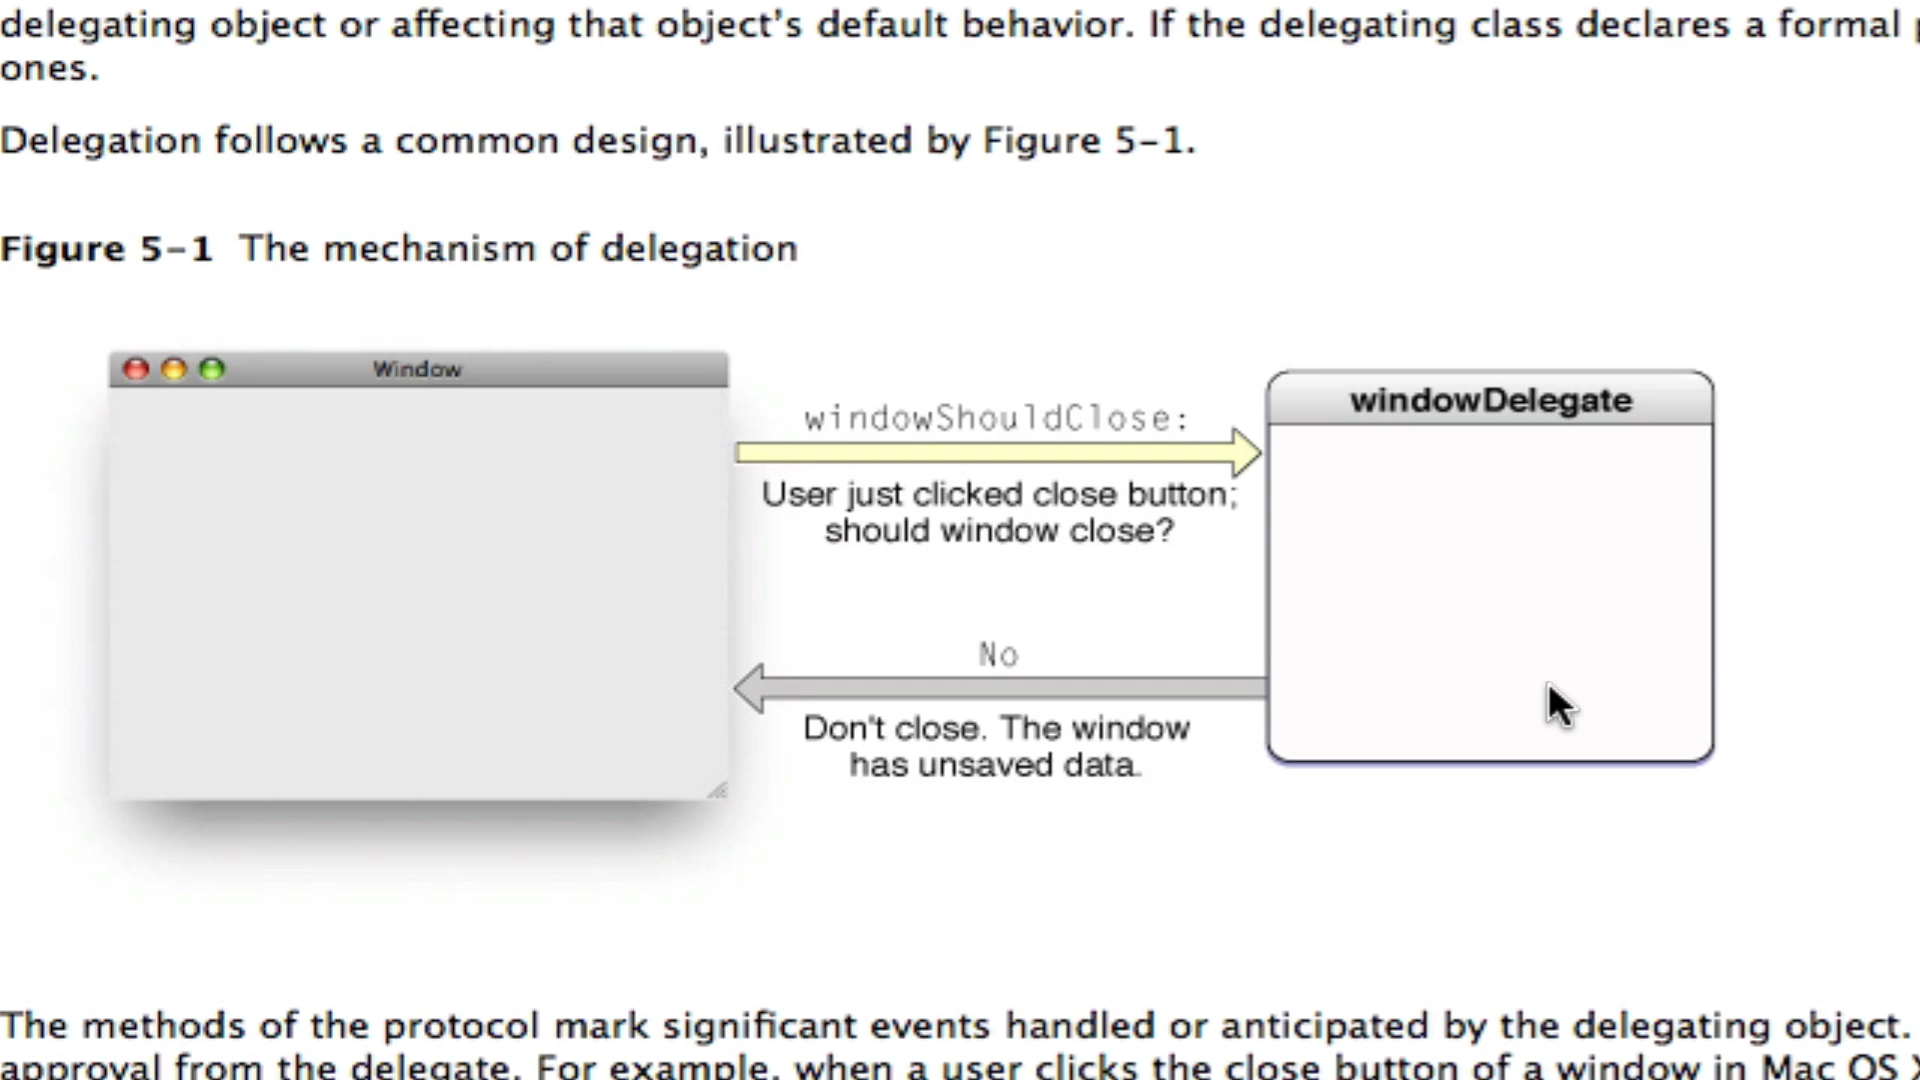 delegating object or affecting that object's default behavior. If the delegating class declares a formal
ones.
Delegation follows a common design, illustrated by Figure 5–1.
Figure 5–1 The mechanism of delegation
Window
windowShouldClose:
User just clicked close button;
should window close?
No
Don't close. The window
has unsaved data.
windowDelegate
The methods of the protocol mark significant events handled or anticipated by the delegating object.
approval from the delegate. For example, when a user clicks the close button of a window in Mac OS X